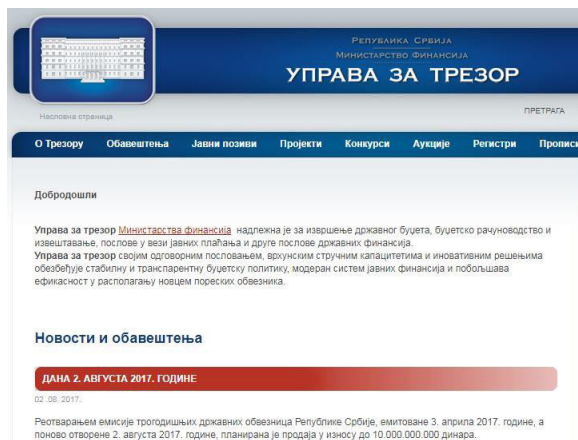 Република Србија
Министарство Финансија
УПРАВА ЗА ТРЕЗОР
Насловна страница
ПРЕТРАГА
О Трезору Обавештења Јавни позиви Пројекти Конкурси Аукције Регистри Прописи
Добродошли
Управа за трезор Министарства финансија надлежна је за извршење државног буџета, буџетско рачуноводство и
извештавање, послове у вези јавних плаћања и друге послове државних финансија.
Управа за трезор својим одговорним пословањем, врхунским стручним капацитетима и иновативним решењима
обезбеђује стабилну и транспарентну буџетску политику, модеран систем јавних финансија и побољшава
ефикасност у располагању новцем пореских обвезника.
Новости и обавештења
ДАНА 2. АВГУСТА 2017. ГОДИНЕ
02 .08. 2017.
Реотварањем емисије трогодишњих државних обвезница Републике Србије, емитоване 3. априла 2017. године, а
поново отворене 2. августа 2017. године, планирана је продаја у износу до 10.000.000.000 динара.